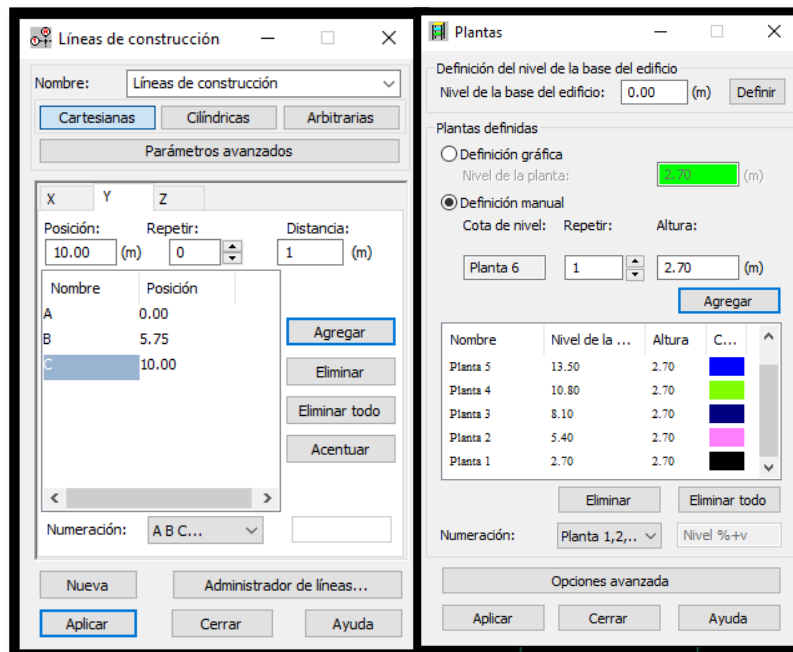 Líneas de construcción
Nombre: Líneas de construcción
Cartesianas Cilíndricas Arbitrarias
Parámetros avanzados
X Y Z
Posición: Repetir: Distancia:
10.00 (m) 0 1 (m)
Nombre Posición
A 0.00
B 5.75
C 10.00
Agregar
Eliminar
Eliminar todo
Acentuar
Numeración: A B C...
Nueva Administrador de líneas...
Aplicar Cerrar Ayuda
Plantas
Definición del nivel de la base del edificio
Nivel de la base del edificio: 0.00 (m) Definir
Plantas definidas
Definición gráfica
Nivel de la planta: 2.70 (m)
Definición manual
Cota de nivel: Repetir: Altura:
Planta 6 1 2.70 (m)
Agregar
Nombre Nivel de la ... Altura C...
Planta 5 13.50 2.70
Planta 4 10.80 2.70
Planta 3 8.10 2.70
Planta 2 5.40 2.70
Planta 1 2.70 2.70
Eliminar Eliminar todo
Numeración: Planta 1,2,.. Nivel %+v
Opciones avanzada
Aplicar Cerrar Ayuda